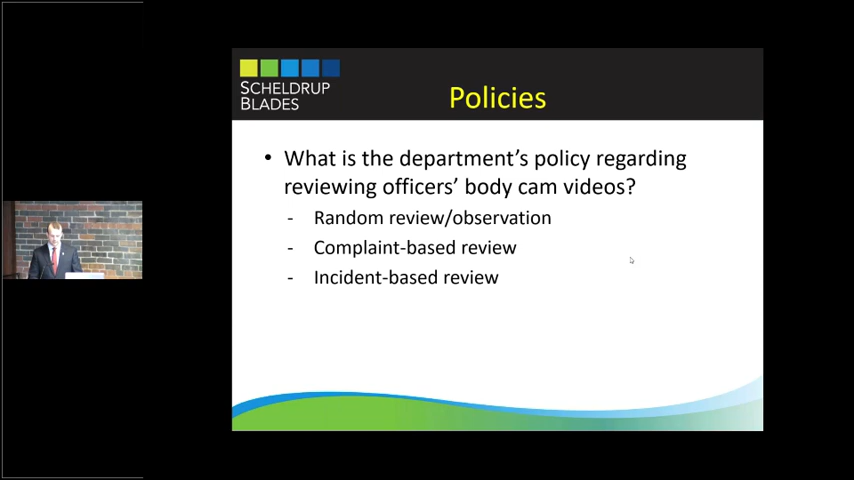 SCHELDRUP
BLADES
Policies
• What is the department's policy regarding
reviewing officers' body cam videos?
- Random review/observation
- Complaint-based review
- Incident-based review